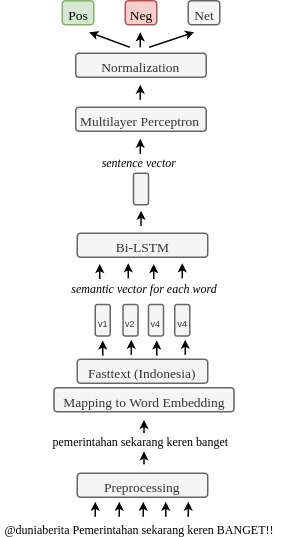 Pos Neg Net
Normalization
Multilayer Perceptron
sentence vector
Bi-LSTM
semantic vector for each word
v1 v2 v4 v4
Fasttext (Indonesia)
Mapping to Word Embedding
pemerintahan sekarang keren banget
Preprocessing
@duniaberita Pemerintahan sekarang keren BANGET!!